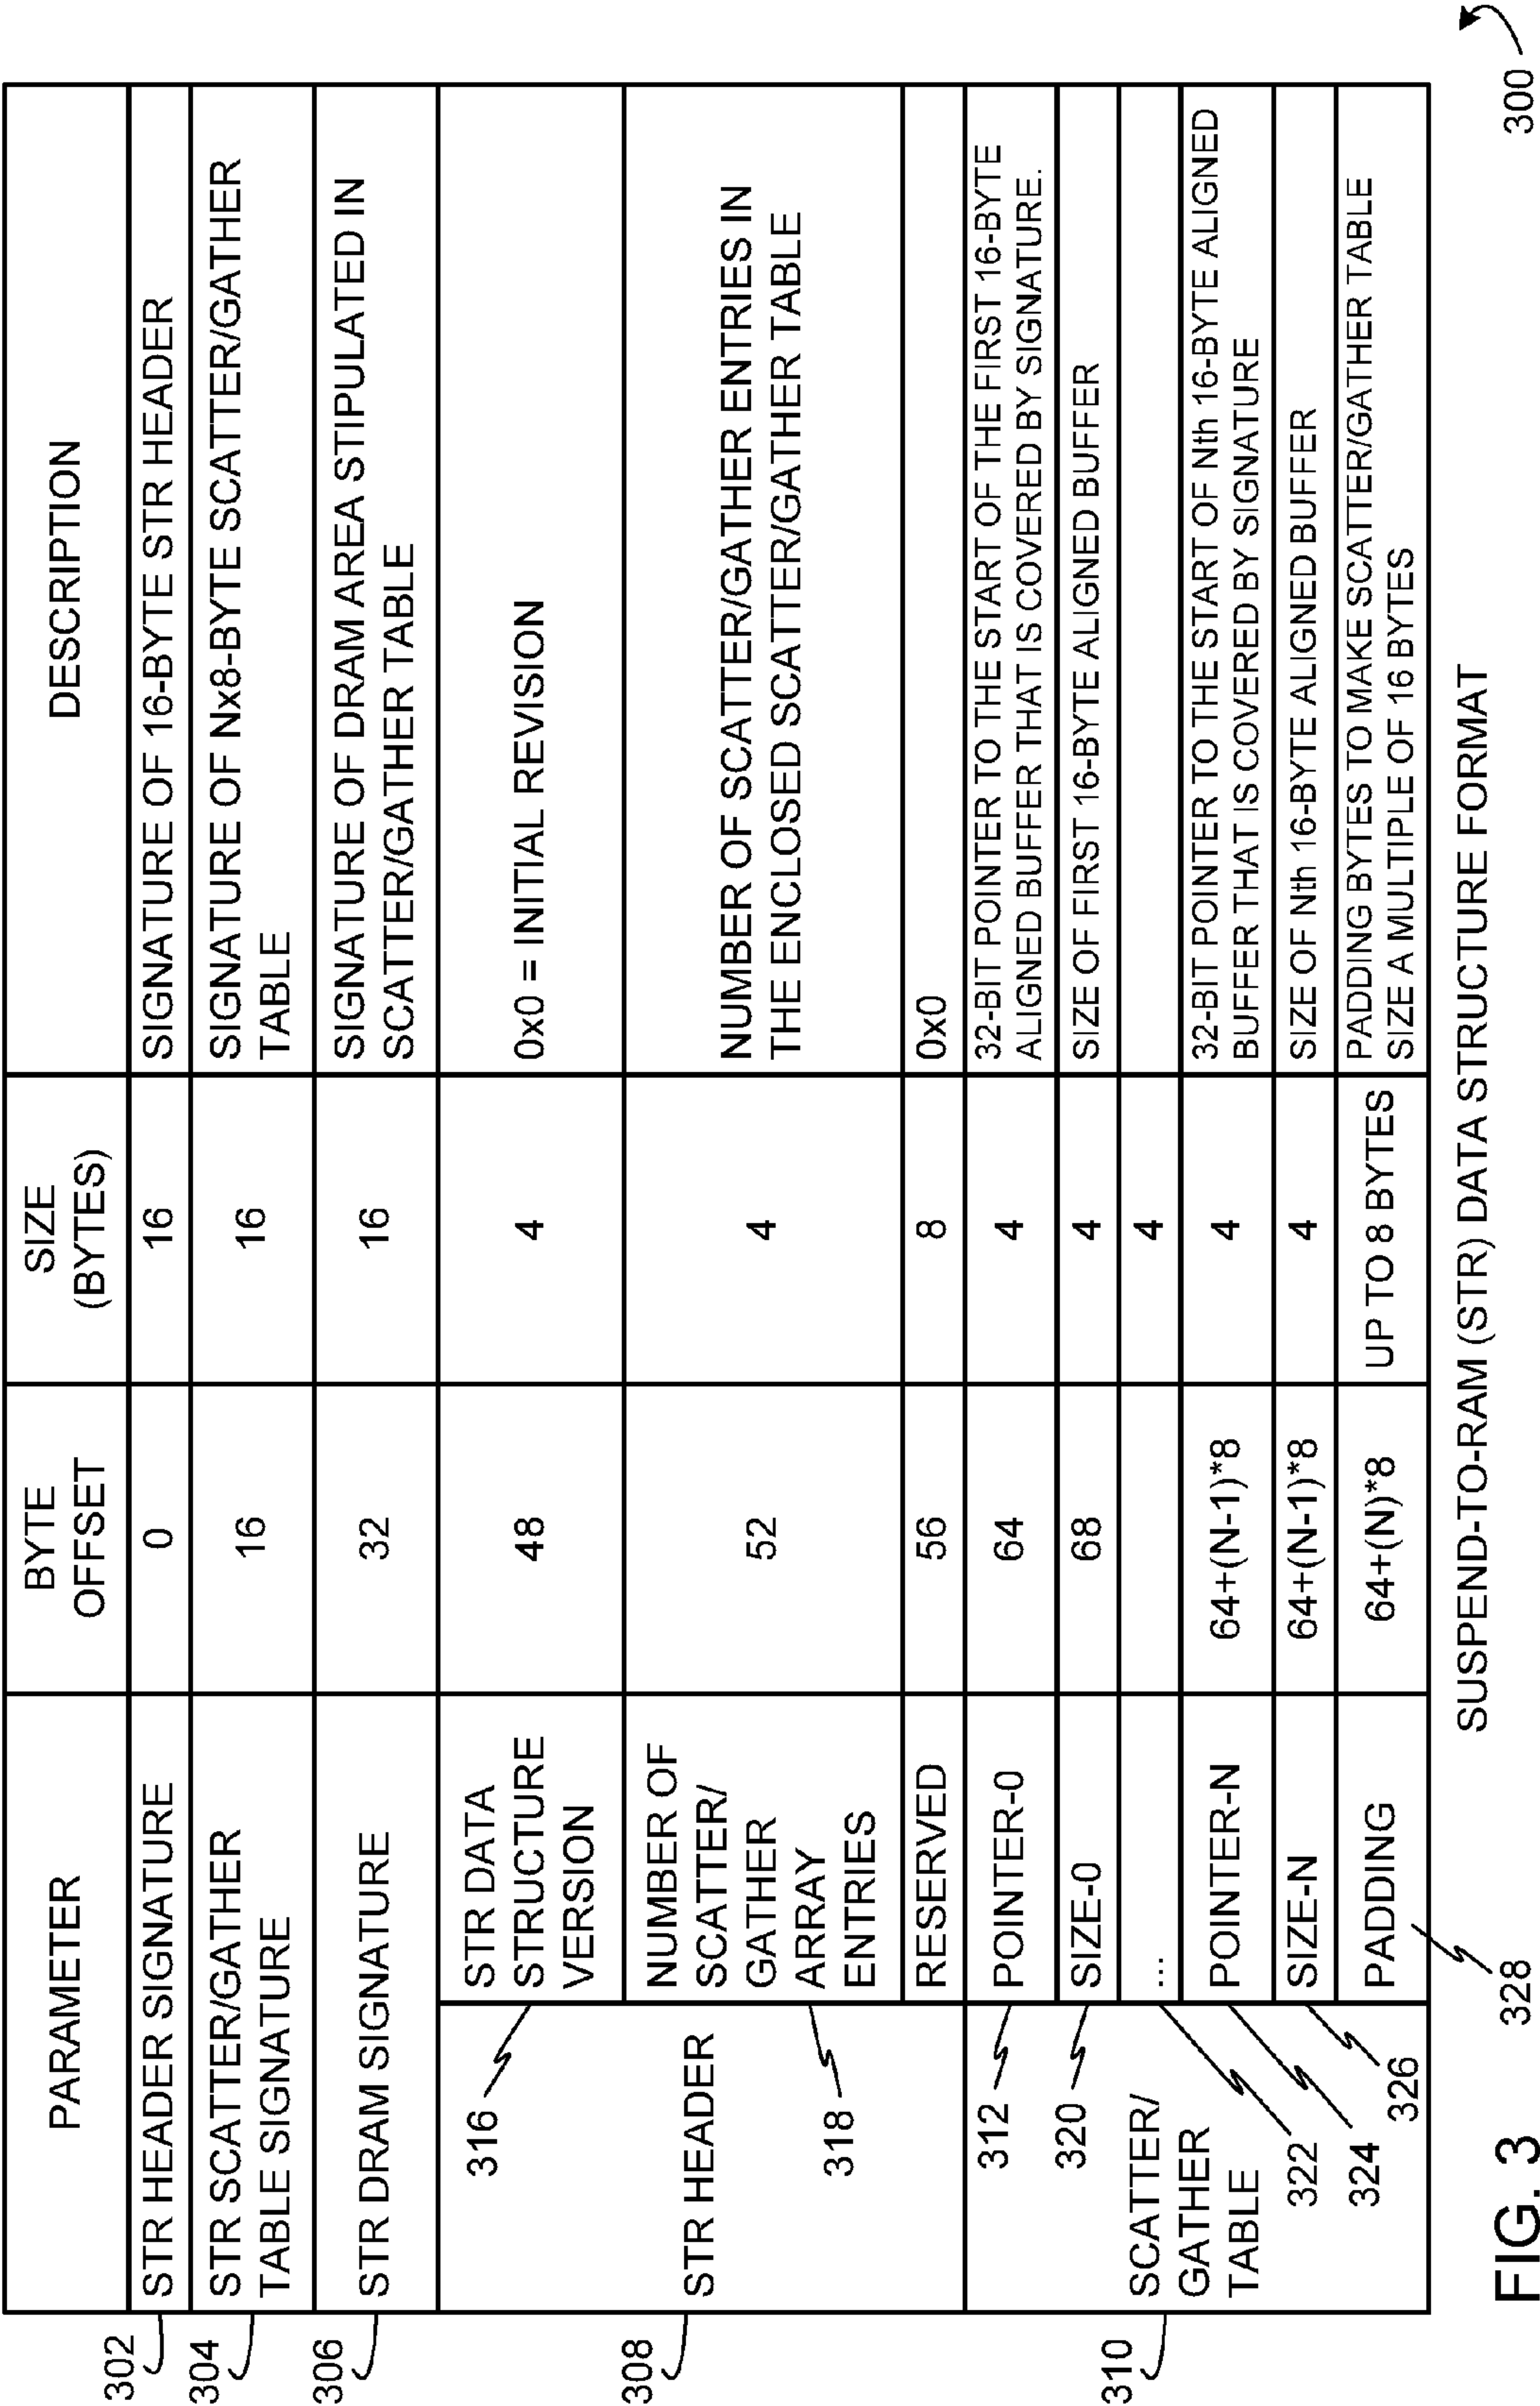 PARAMETER
BYTE
OFFSET
SIZE
(BYTES)
DESCRIPTION
302
STR HEADER SIGNATURE
0
16
SIGNATURE OF 16-BYTE STR HEADER
304
STR SCATTER/GATHER
TABLE SIGNATURE
16
16
SIGNATURE OF Nx8-BYTE SCATTER/GATHER
TABLE
306
STR DRAM SIGNATURE
32
16
SIGNATURE OF DRAM AREA STIPULATED IN
SCATTER/GATHER TABLE
308
STR HEADER
316
STR DATA
STRUCTURE
VERSION
48
4
0x0 = INITIAL REVISION
318
NUMBER OF
SCATTER/
GATHER
ARRAY
ENTRIES
52
4
NUMBER OF SCATTER/GATHER ENTRIES IN
THE ENCLOSED SCATTER/GATHER TABLE
RESERVED
56
8
0x0
310
SCATTER/
GATHER
TABLE
312
POINTER-0
64
4
32-BIT POINTER TO THE START OF THE FIRST 16-BYTE
ALIGNED BUFFER THAT IS COVERED BY SIGNATURE.
320
SIZE-0
68
4
SIZE OF FIRST 16-BYTE ALIGNED BUFFER
322
...
4
324
POINTER-N
64+(N-1)*8
4
32-BIT POINTER TO THE START OF Nth 16-BYTE ALIGNED
BUFFER THAT IS COVERED BY SIGNATURE
326
SIZE-N
64+(N-1)*8
4
SIZE OF Nth 16-BYTE ALIGNED BUFFER
328
PADDING
64+(N)*8
UP TO 8 BYTES
PADDING BYTES TO MAKE SCATTER/GATHER TABLE
SIZE A MULTIPLE OF 16 BYTES
SUSPEND-TO-RAM (STR) DATA STRUCTURE FORMAT
300
FIG. 3